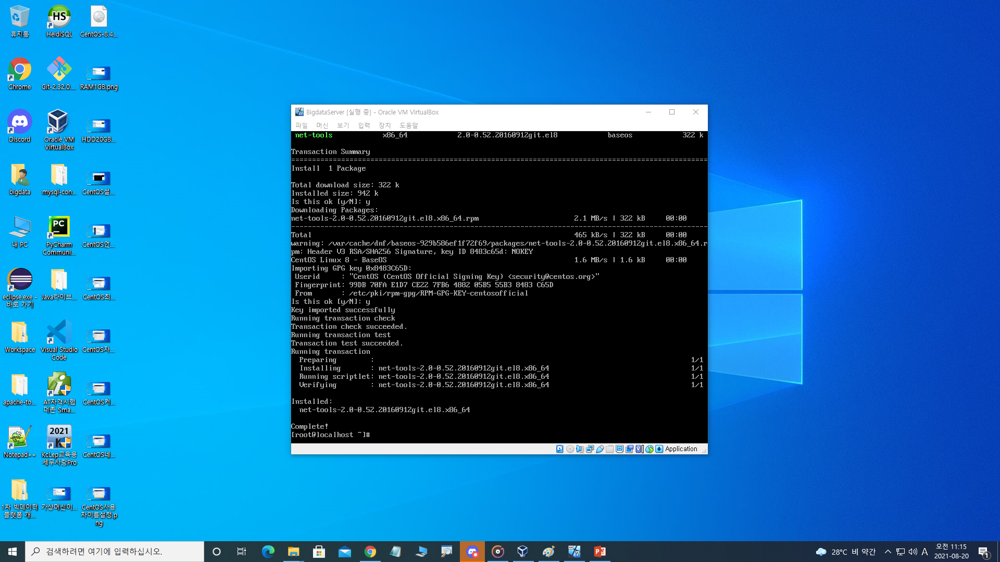 휴지통
HeidiSQL
CentOS-8.4...
Chrome
Git-2.32.0....
RAM1GB.png
Discord
Oracle VM
VirtualBox
HDD20GB...
bigdata
mysql-con...
CentOS설...
내 PC
PyCharm
Communi...
CentOS언...
eclipse.exe -
바로 가기
Java라이브...
CentOS최...
Workspace
Visual Studio
Code
CentOS자...
apache-to...
AT자격시험
더존 Sma...
CentOS커...
Notepad++
2021
KcLep교육용
세무사랑Pro
CentOS네...
1차 빅데이터
플랫폼 개...
가상머신이...
CentOS사용
자이름설정.p
ng
BigdataServer [실행 중] - Oracle VM VirtualBox
파일 머신 보기 입력 장치 도움말
net-tools x86_64 2.0-0.52.20160912git.el8 baseos 322 k
Transaction Summary
================================================================================
Install  1 Package
Total download size: 322 k
Installed size: 942 k
Is this ok [y/N]: y
Downloading Packages:
net-tools-2.0-0.52.20160912git.el8.x86_64.rpm 2.1 MB/s | 322 kB 00:00
--------------------------------------------------------------------------------
Total 465 kB/s | 322 kB 00:00
warning: /var/cache/dnf/baseos-929b586ef1f72f69/packages/net-tools-2.0-0.52.20160912git.el8.x86_64.r
pm: Header V3 RSA/SHA256 Signature, key ID 8483c65d: NOKEY
CentOS Linux 8 - BaseOS 1.6 MB/s | 1.6 kB 00:00
Importing GPG key 0x8483C65D:
Userid     : "CentOS (CentOS Official Signing Key) <security@centos.org>"
Fingerprint: 99DB 70FA E1D7 CE22 7FB6 4882 05B5 55B3 8483 C65D
From       : /etc/pki/rpm-gpg/RPM-GPG-KEY-centosofficial
Is this ok [y/N]: y
Key imported successfully
Running transaction check
Transaction check succeeded.
Running transaction test
Transaction test succeeded.
Running transaction
Preparing        : 1/1
Installing       : net-tools-2.0-0.52.20160912git.el8.x86_64 1/1
Running scriptlet: net-tools-2.0-0.52.20160912git.el8.x86_64 1/1
Verifying        : net-tools-2.0-0.52.20160912git.el8.x86_64 1/1
Installed:
net-tools-2.0-0.52.20160912git.el8.x86_64
Complete!
[root@localhost ~]#
Application
검색하려면 여기에 입력하십시오.
28℃ 비 약간
A
오전 11:15
2021-08-20
1